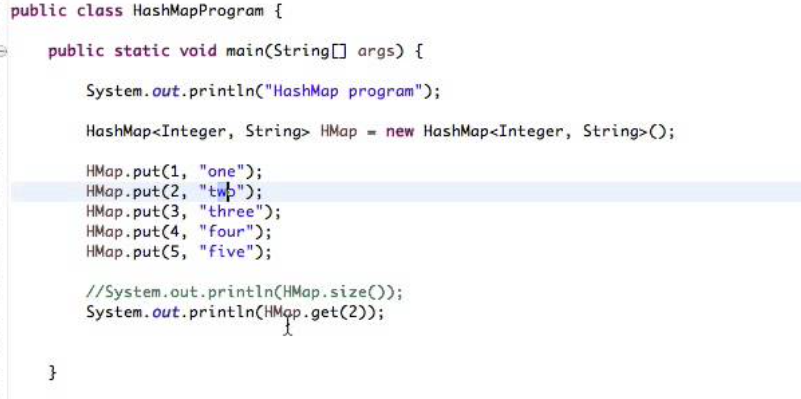 public class HashMapProgram {
public static void main(String[] args) {
System.out.println("HashMap program");
HashMap<Integer, String> HMap = new HashMap<Integer, String>();
HMap.put(1, "one");
HMap.put(2, "two");
HMap.put(3, "three");
HMap.put(4, "four");
HMap.put(5, "five");
//System.out.println(HMap.size());
System.out.println(HMap.get(2));
}